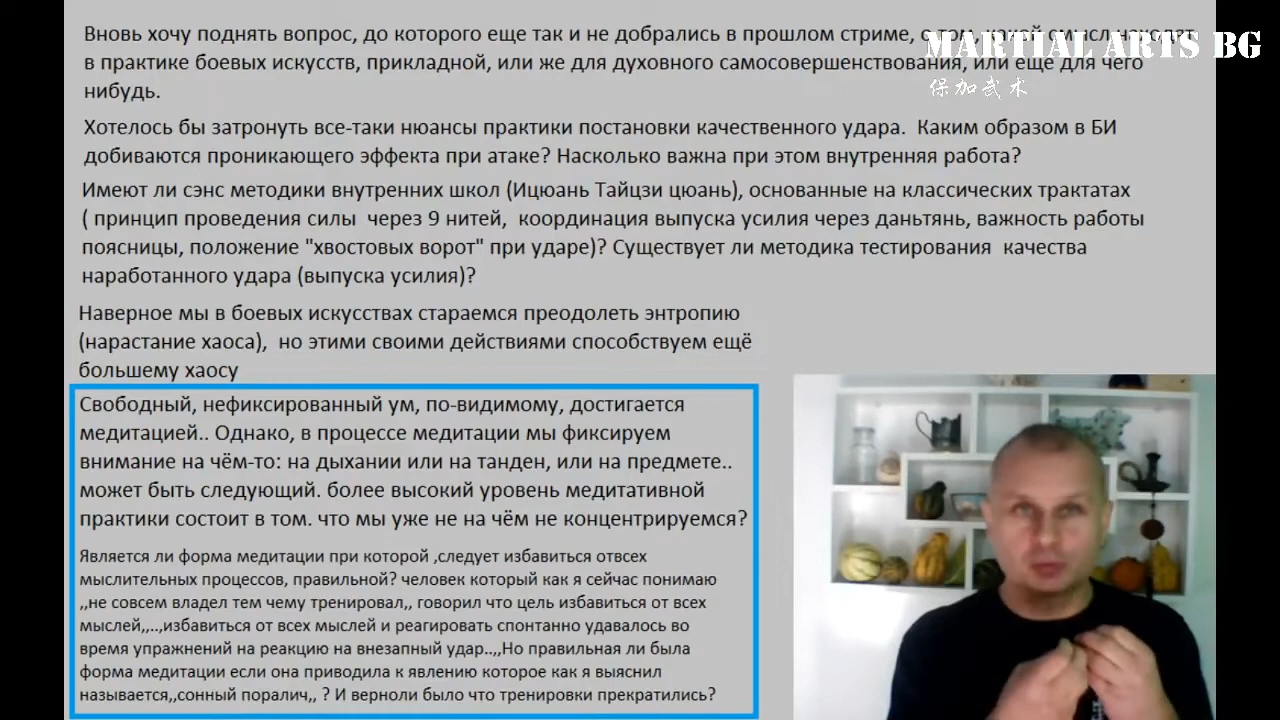 Вновь хочу поднять вопрос, до которого еще так и не добрались в прошлом стриме,
MARTIAL ARTS BG
в практике боевых искусств, прикладной, или же для духовного самосовершенствования, или еще для чего
保加武术
нибудь.
Хотелось бы затронуть все-таки нюансы практики постановки качественного удара. Каким образом в БИ
добиваются проникающего эффекта при атаке? Насколько важна при этом внутренняя работа?
Имеют ли сэнс методики внутренних школ (Ицюань Тайцзи цюань), основанные на классических трактатах
( принцип проведения силы через 9 нитей, координация выпуска усилия через даньтянь, важность работы
поясницы, положение "хвостовых ворот" при ударе)? Существует ли методика тестирования качества
наработанного удара (выпуска усилия)?
Наверное мы в боевых искусствах стараемся преодолеть энтропию
(нарастание хаоса), но этими своими действиями способствуем ещё
большему хаосу
Свободный, нефиксированный ум, по-видимому, достигается
медитацией.. Однако, в процессе медитации мы фиксируем
внимание на чём-то: на дыхании или на танден, или на предмете..
может быть следующий. более высокий уровень медитативной
практики состоит в том. что мы уже не на чём не концентрируемся?
Является ли форма медитации при которой ,следует избавиться отвсех
мыслительных процессов, правильной? человек который как я сейчас понимаю
,,не совсем владел тем чему тренировал,, говорил что цель избавиться от всех
мыслей,,..,избавиться от всех мыслей и реагировать спонтанно удавалось во
время упражнений на реакцию на внезапный удар..,,Но правильная ли была
форма медитации если она приводила к явлению которое как я выяснил
называется,,сонный поралич,, ? И верноли было что тренировки прекратились?